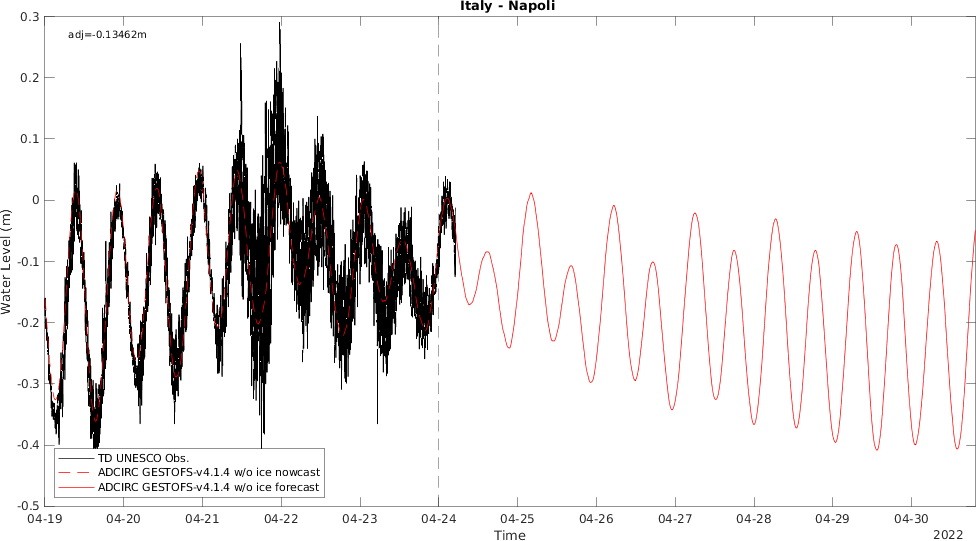 Italy - Napoli
adj=-0.13462m
Water Level (m)
0.3
0.2
0.1
0
-0.1
-0.2
-0.3
-0.4
-0.5
TD UNESCO Obs.
ADCIRC GESTOFS-v4.1.4 w/o ice nowcast
ADCIRC GESTOFS-v4.1.4 w/o ice forecast
04-19 04-20 04-21 04-22 04-23 04-24 04-25 04-26 04-27 04-28 04-29 04-30
Time
2022